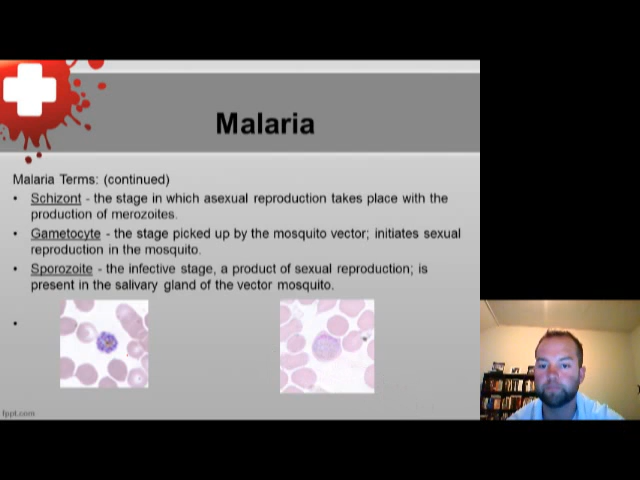 Malaria
Malaria Terms: (continued)
• Schizont - the stage in which asexual reproduction takes place with the
production of merozoites.
• Gametocyte - the stage picked up by the mosquito vector; initiates sexual
reproduction in the mosquito.
• Sporozoite - the infective stage, a product of sexual reproduction; is
present in the salivary gland of the vector mosquito.
•
fppt.com